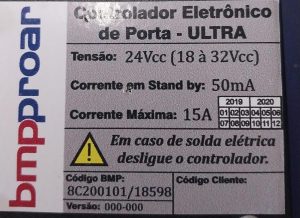 bmpproar
Controlador Eletrônico
de Porta - ULTRA
Tensão: 24Vcc (18 à 32Vcc)
Corrente em Stand by: 50mA
Corrente Máxima: 15A
2019 2020
01 02 03 04 05 06
07 08 09 10 11 12
Em caso de solda elétrica
desligue o controlador.
Código BMP: Código Cliente:
8C200101/18598
Versão: 000-000